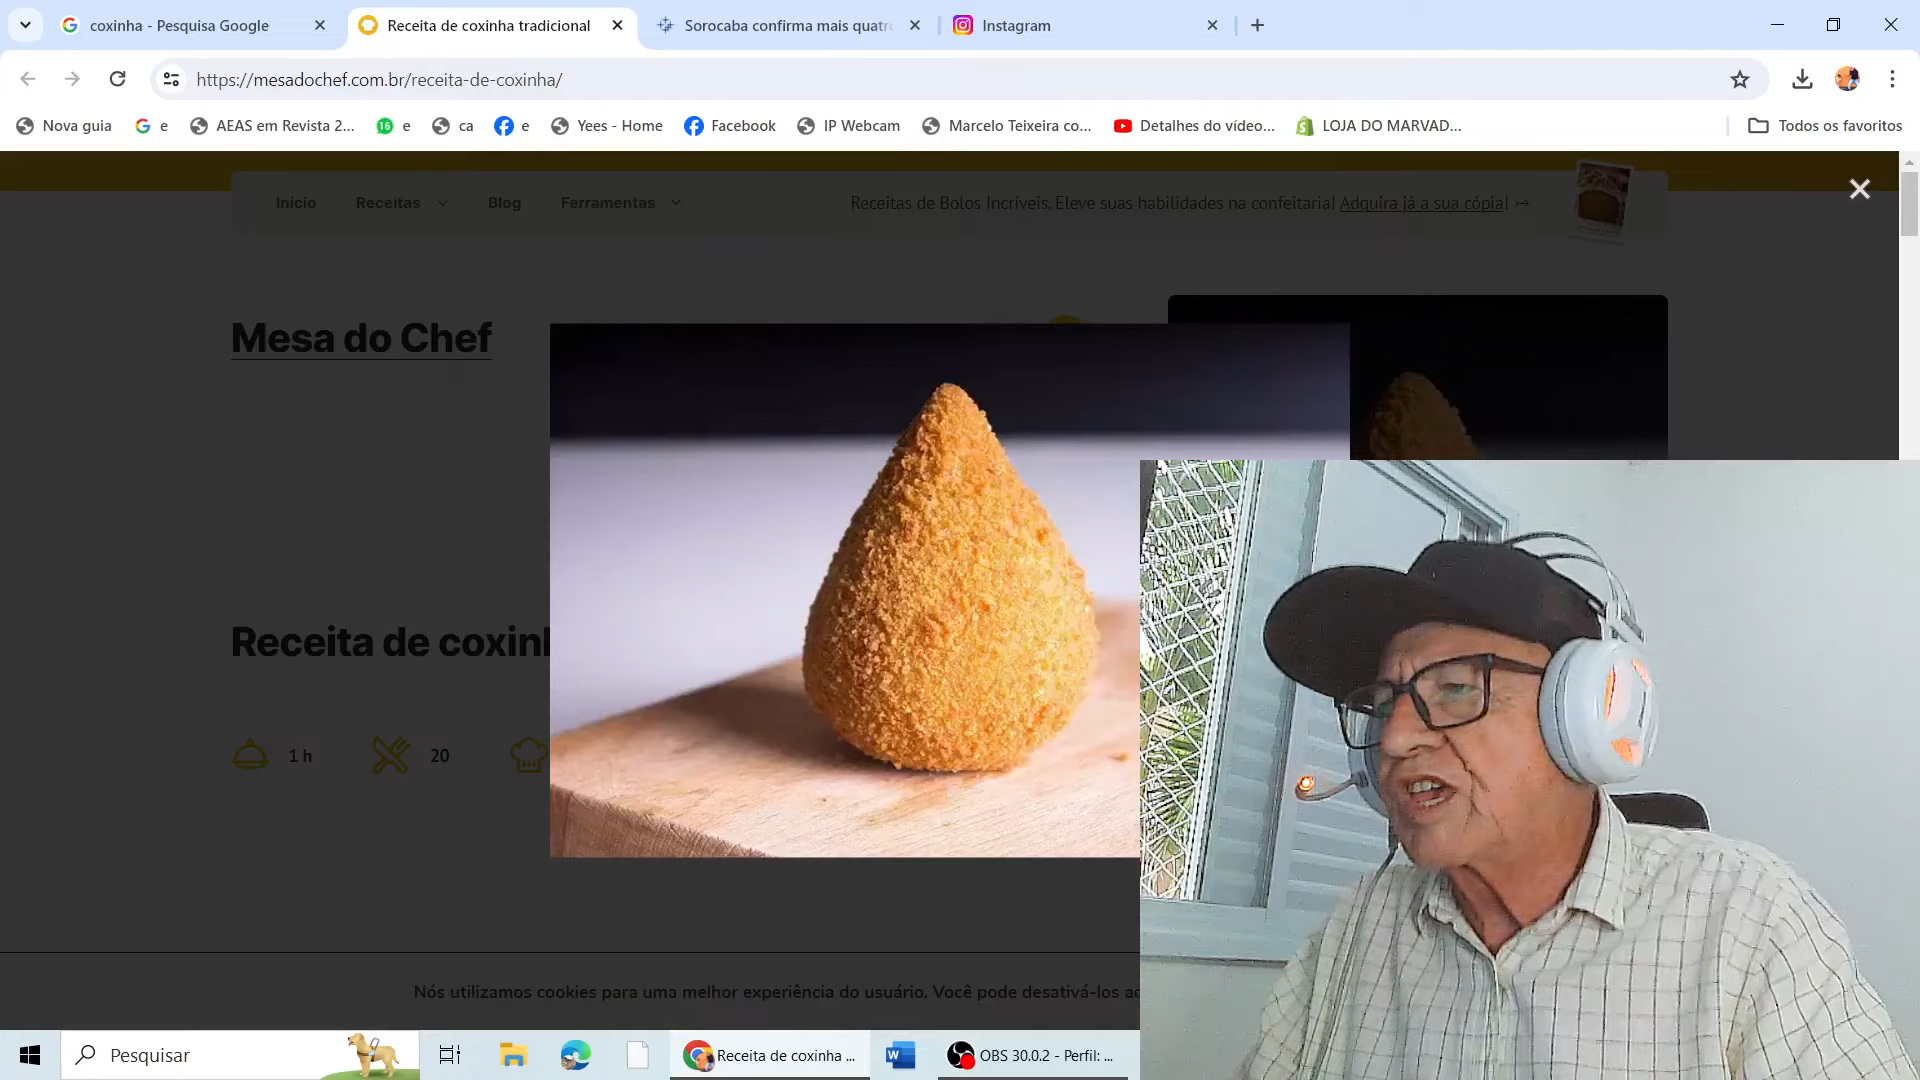 coxinha - Pesquisa Google
Receita de coxinha tradicional
Sorocaba confirma mais quatr
Instagram
https://mesadochef.com.br/receita-de-coxinha/
Nova guia
e
AEAS em Revista 2...
16
e
ca
e
Yees - Home
Facebook
IP Webcam
Marcelo Teixeira co...
Detalhes do vídeo...
LOJA DO MARVAD...
Todos os favoritos
Início
Receitas
Blog
Ferramentas
Receitas de Bolos Incríveis. Eleve suas habilidades na confeitaria! Adquira já a sua cópia! ↣
Mesa do Chef
Receita de coxinh
1 h
20
Nós utilizamos cookies para uma melhor experiência do usuário. Você pode desativá-los ao
Pesquisar
Receita de coxinha ...
OBS 30.0.2 - Perfil: ...